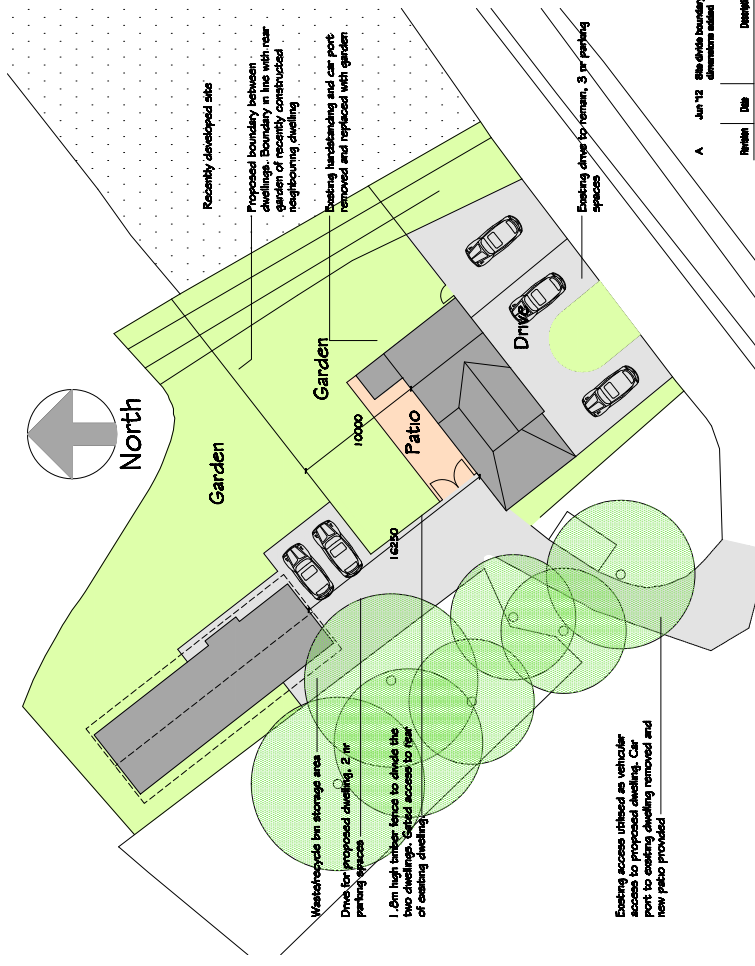 Recently developed site
Proposed boundary between
dwellings. Boundary in line with rear
garden of recently constructed
neighbouring dwelling
Existing hardstanding and car port
removed and replaced with garden
Existing drive to remain, 3 nr parking
spaces
A Jun '12 Site divide boundary
dimensions added
Revision Date
North
Garden
Garden
10000
Patio
Drive
16250
Waste/recycle bin storage area
Drive for proposed dwelling, 2 nr
parking spaces
1.8m high timber fence to divide the
two dwellings. Gated access to rear
of existing dwelling.
Existing access utilised as vehicular
access to proposed dwelling. Car
port to existing dwelling removed and
new patio provided